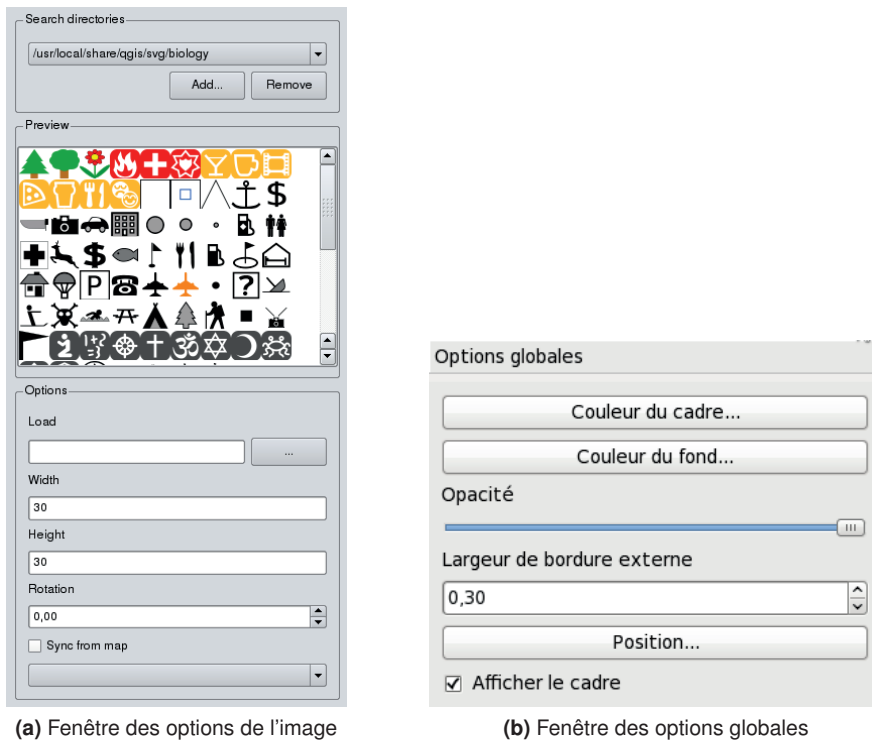 Search directories
/usr/local/share/qgis/svg/biology
Add...
Remove
Preview
Options
Load
...
Width
30
Height
30
Rotation
0,00
Sync from map
(a) Fenêtre des options de l'image
Options globales
Couleur du cadre...
Couleur du fond...
Opacité
Largeur de bordure externe
0,30
Position...
Afficher le cadre
(b) Fenêtre des options globales